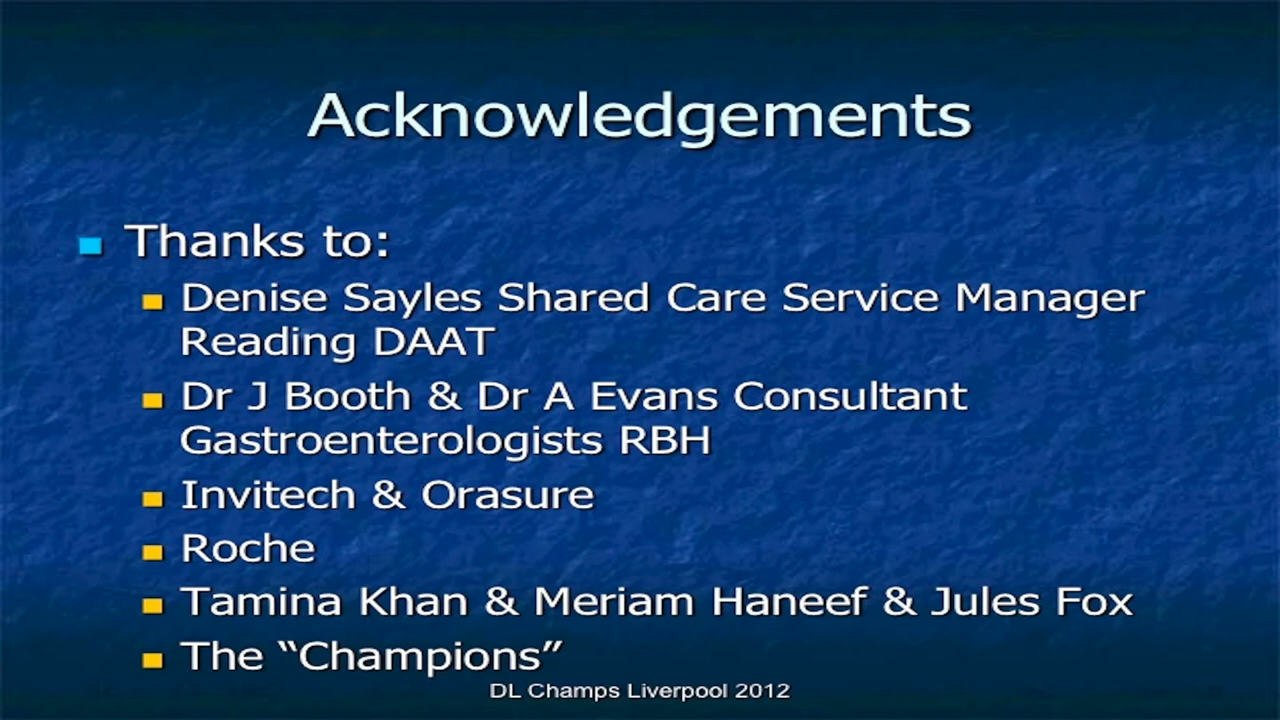 Acknowledgements
Thanks to:
Denise Sayles Shared Care Service Manager
Reading DAAT
Dr J Booth & Dr A Evans Consultant
Gastroenterologists RBH
Invitech & Orasure
Roche
Tamina Khan & Meriam Haneef & Jules Fox
The “Champions”
DL Champs Liverpool 2012